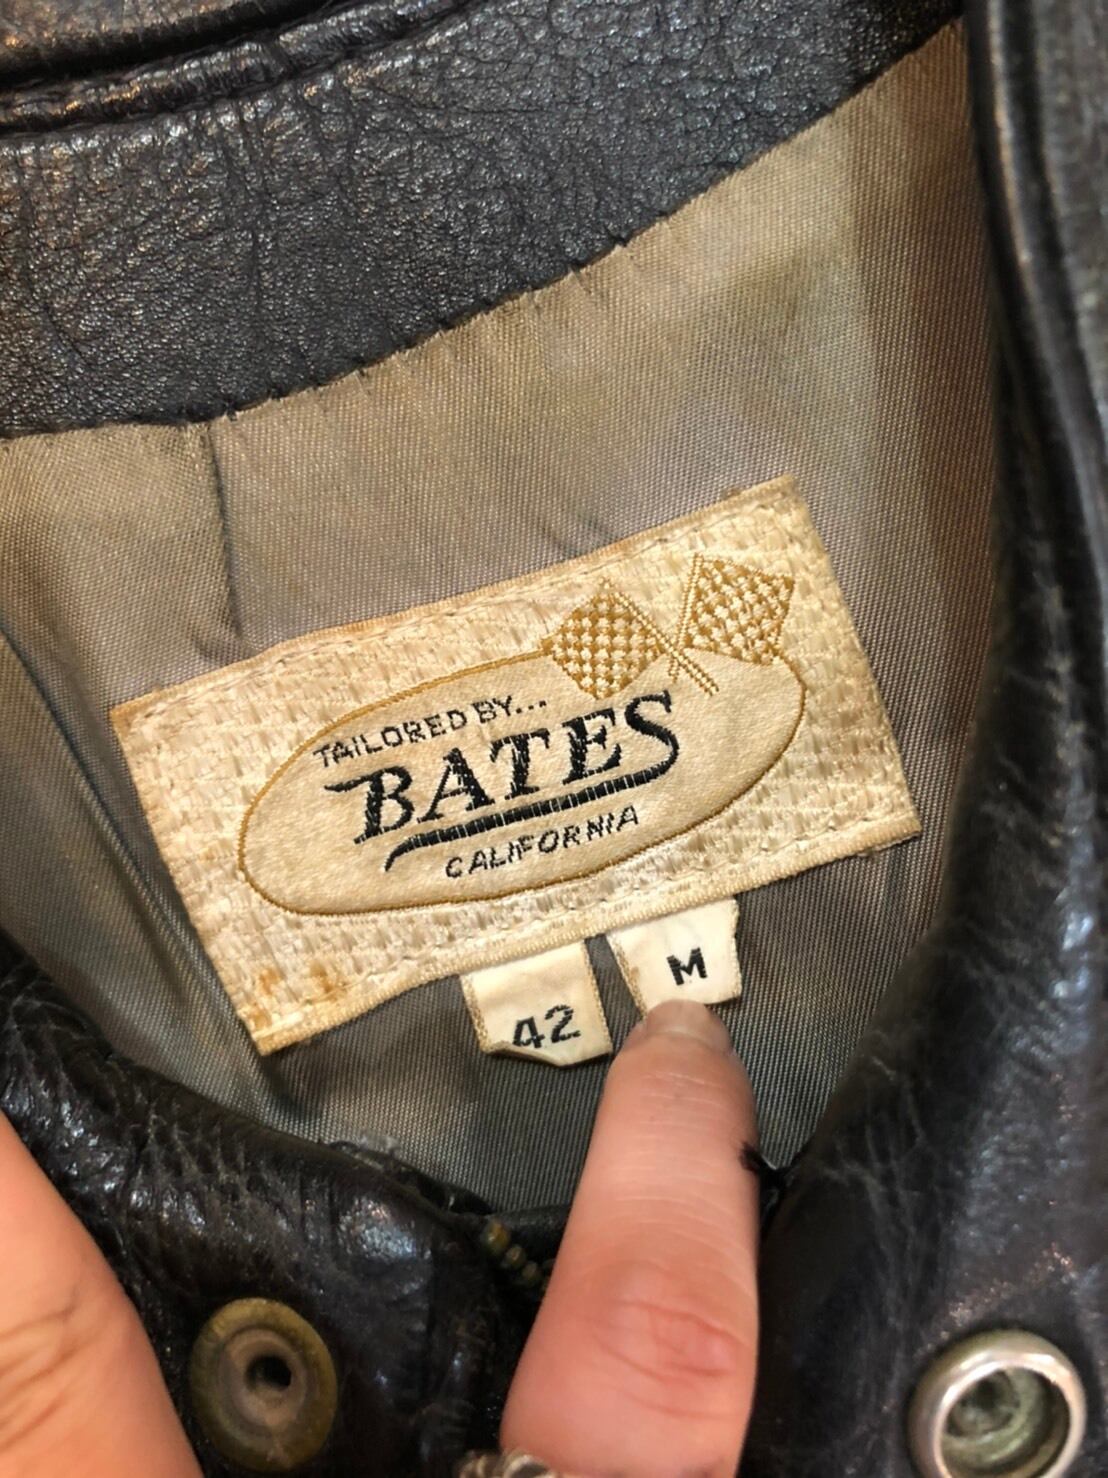 TAILORED BY...
BATES
CALIFORNIA
42
M